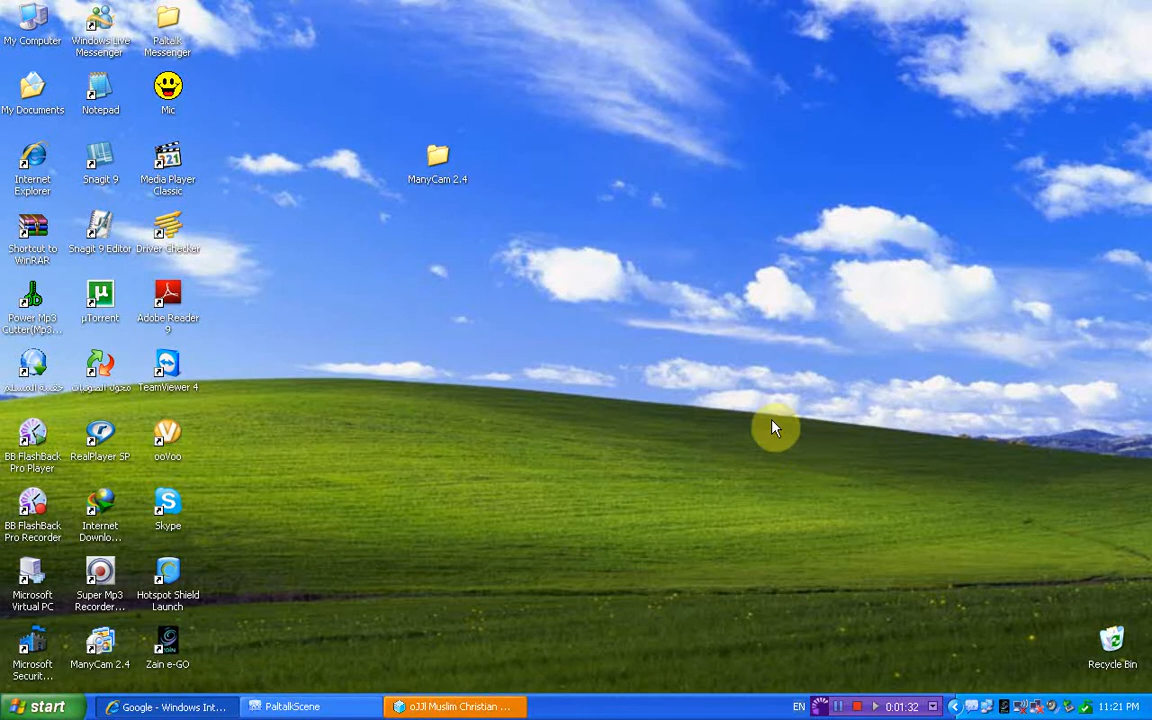 My Computer
Windows Live
Messenger
Paltalk
Messenger
My Documents
Notepad
Mic
Internet
Explorer
Snagit 9
Media Player
Classic
321
ManyCam 2.4
Shortcut to
WinRAR
Snagit 9 Editor
Driver Checker
Power Mp3
Cutter(Mp3...
µTorrent
Adobe Reader
9
محول الصوتيات
TeamViewer 4
BB FlashBack
Pro Player
RealPlayer SP
ooVoo
BB FlashBack
Pro Recorder
Internet
Downlo...
Skype
Microsoft
Virtual PC
Super Mp3
Recorder...
Hotspot Shield
Launch
Microsoft
Securit...
ManyCam 2.4
Zain e-GO
Recycle Bin
start
Google - Windows Int...
PaltalkScene
oJJl Muslim Christian ...
EN
0:01:32
11:21 PM